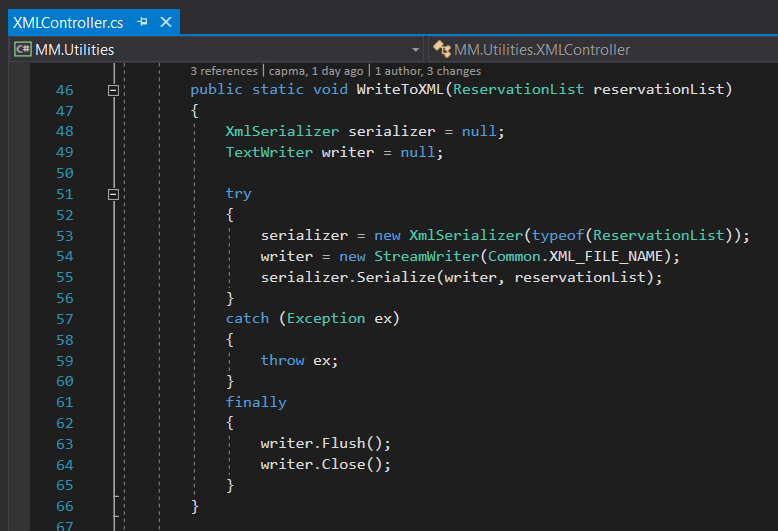 XMLController.cs
MM.Utilities MM.Utilities.XMLController
3 references | capma, 1 day ago | 1 author, 3 changes
46 public static void WriteToXML(ReservationList reservationList)
47 {
48 XmlSerializer serializer = null;
49 TextWriter writer = null;
50
51 try
52 {
53 serializer = new XmlSerializer(typeof(ReservationList));
54 writer = new StreamWriter(Common.XML_FILE_NAME);
55 serializer.Serialize(writer, reservationList);
56 }
57 catch (Exception ex)
58 {
59 throw ex;
60 }
61 finally
62 {
63 writer.Flush();
64 writer.Close();
65 }
66 }
67